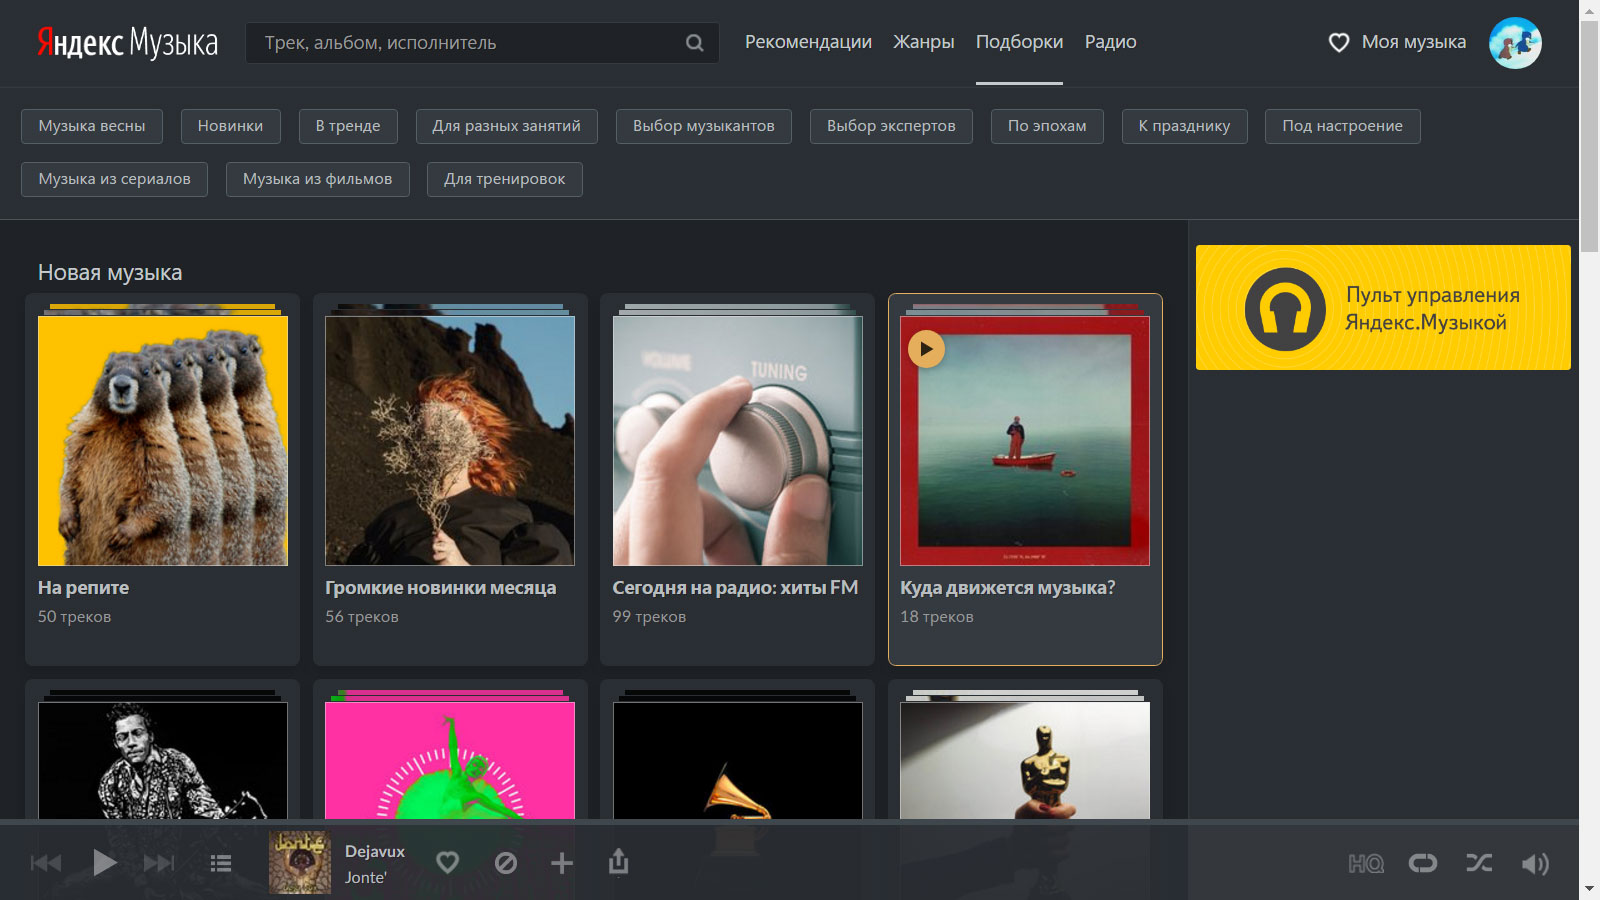 Яндекс Музыка
Трек, альбом, исполнитель
Рекомендации
Жанры
Подборки
Радио
Моя музыка
Музыка весны
Новинки
В тренде
Для разных занятий
Выбор музыкантов
Выбор экспертов
По эпохам
К празднику
Под настроение
Музыка из сериалов
Музыка из фильмов
Для тренировок
Новая музыка
Пульт управления
Яндекс.Музыкой
VOLUME
TUNING
На репите
50 треков
Громкие новинки месяца
56 треков
Сегодня на радио: хиты FM
99 треков
Куда движется музыка?
18 треков
Jonte
Dejavux
Jonte'
HQ